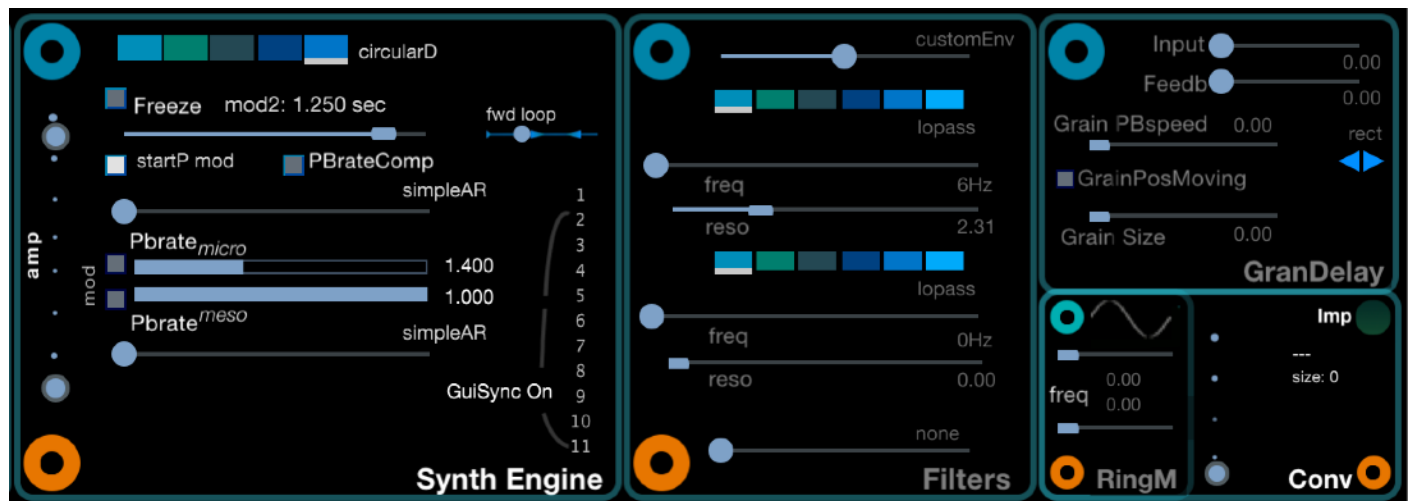 circularD
Freeze mod2: 1.250 sec
fwd loop
startP mod PBrateComp
simpleAR
amp
mod
Pbrate micro
1.400
1.000
Pbrate meso
simpleAR
GuiSync On
1
2
3
4
5
6
7
8
9
10
11
Synth Engine
customEnv
lopass
freq 6Hz
reso 2.31
lopass
freq 0Hz
reso 0.00
none
Filters
Input 0.00
Feedb 0.00
Grain PBspeed 0.00
rect
GrainPosMoving
Grain Size 0.00
GranDelay
0.00
freq 0.00
RingM
Imp
---
size: 0
Conv